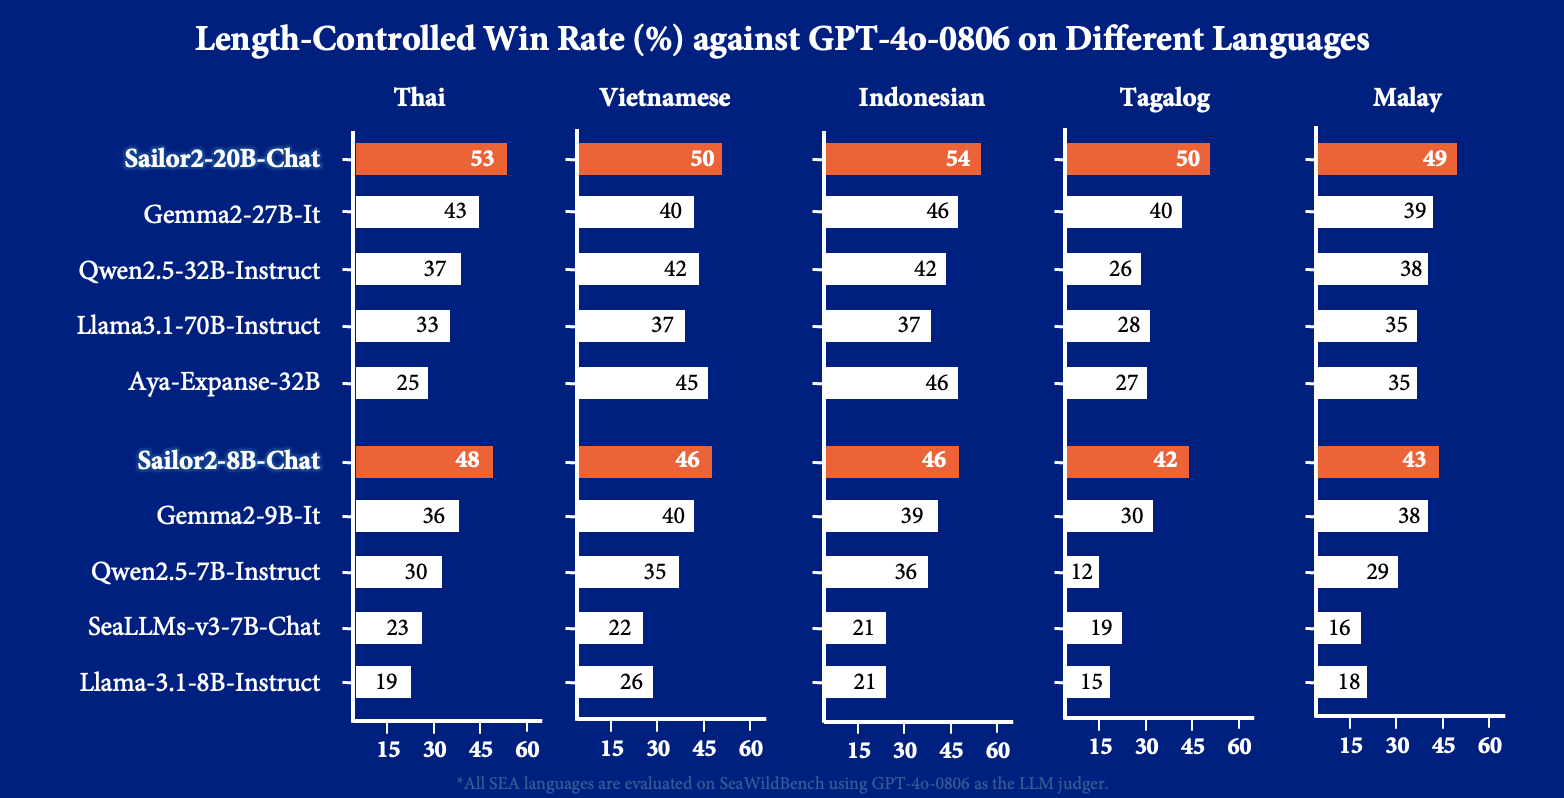 Length-Controlled Win Rate (%) against GPT-4o-0806 on Different Languages
Thai Vietnamese Indonesian Tagalog Malay
Sailor2-20B-Chat 53 50 54 50 49
Gemma2-27B-It 43 40 46 40 39
Qwen2.5-32B-Instruct 37 42 42 26 38
Llama3.1-70B-Instruct 33 37 37 28 35
Aya-Expanse-32B 25 45 46 27 35
Sailor2-8B-Chat 48 46 46 42 43
Gemma2-9B-It 36 40 39 30 38
Qwen2.5-7B-Instruct 30 35 36 12 29
SeaLLMs-v3-7B-Chat 23 22 21 19 16
Llama-3.1-8B-Instruct 19 26 21 15 18
15 30 45 60 15 30 45 60 15 30 45 60 15 30 45 60 15 30 45 60
*All SEA languages are evaluated on SeaWildBench using GPT-4o-0806 as the LLM judger.